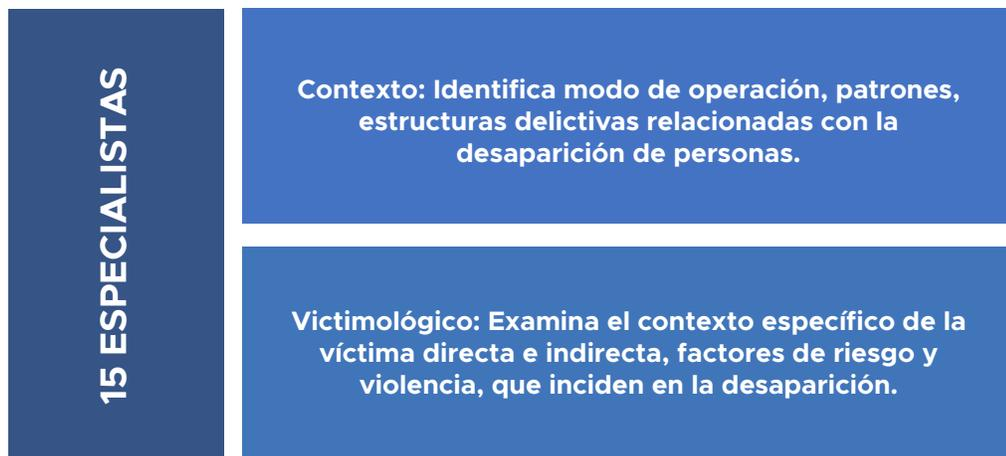 15 ESPECIALISTAS
Contexto: Identifica modo de operación, patrones,
estructuras delictivas relacionadas con la
desaparición de personas.
Victimológico: Examina el contexto específico de la
víctima directa e indirecta, factores de riesgo y
violencia, que inciden en la desaparición.